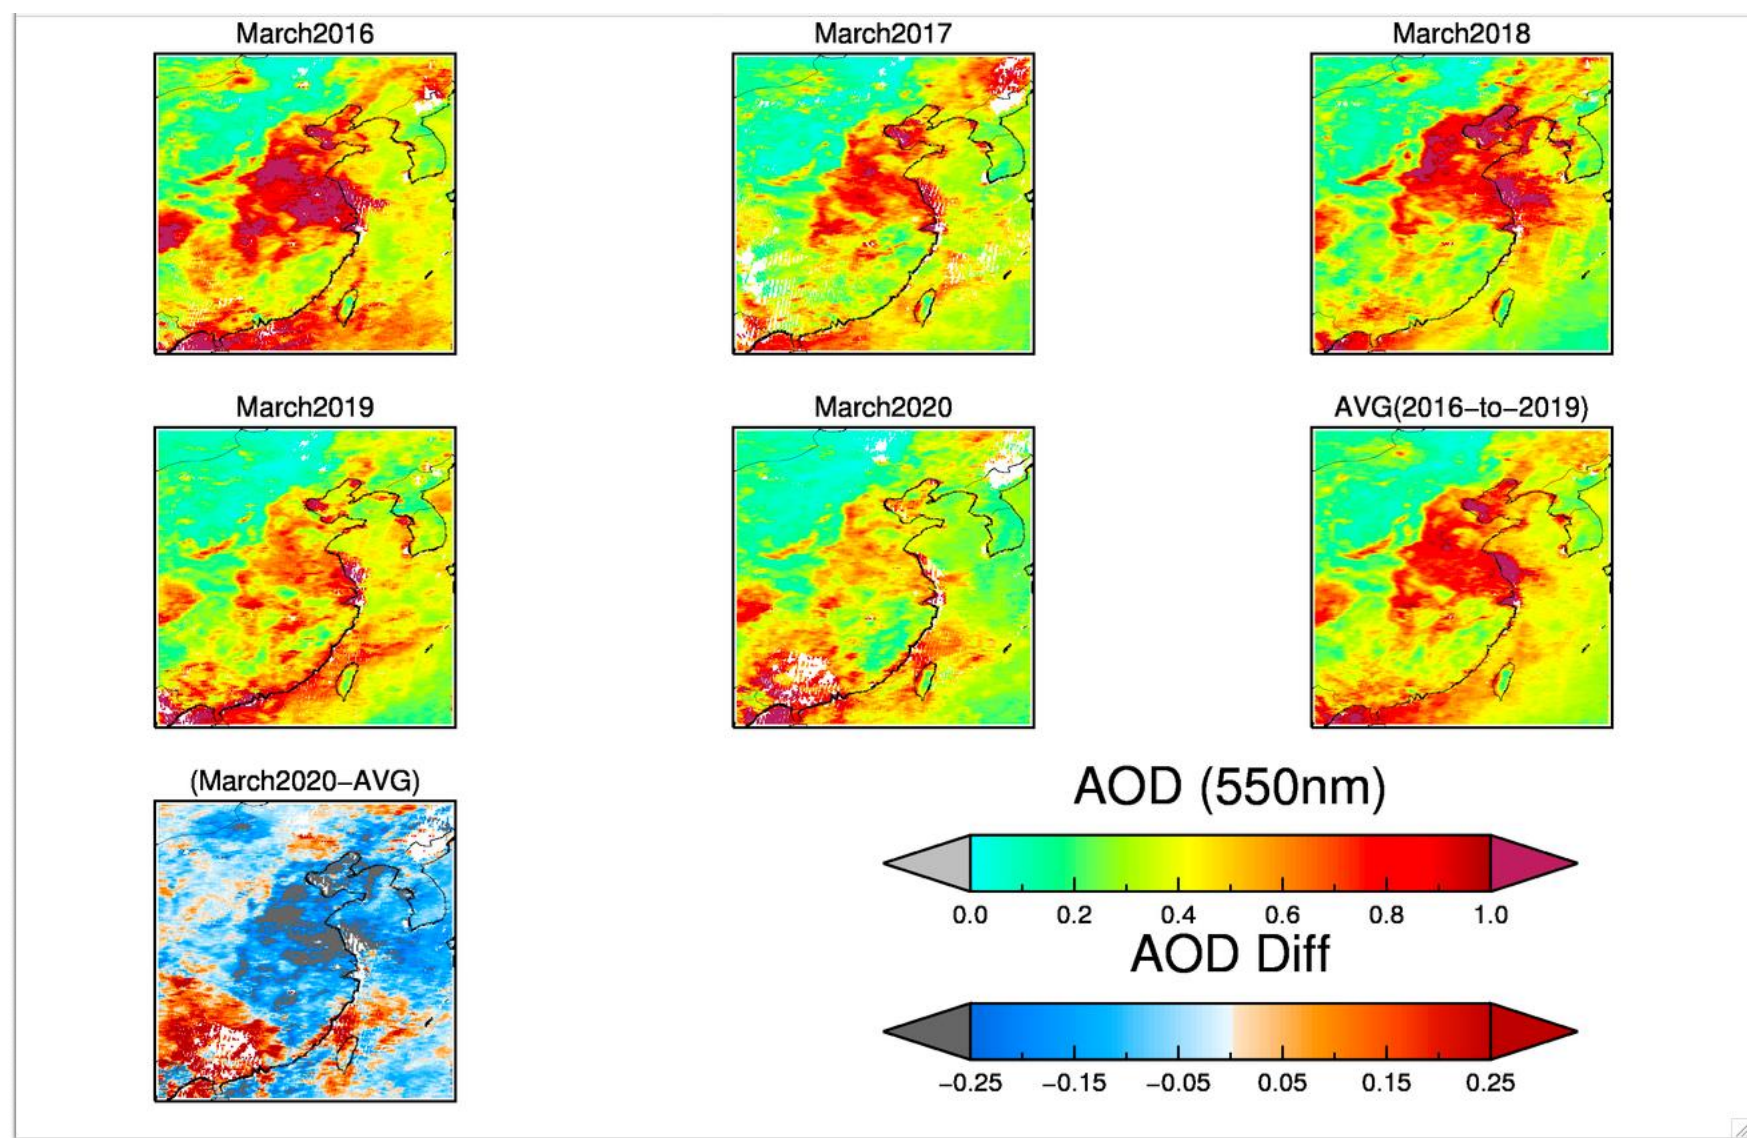 March2016
March2017
March2018
March2019
March2020
AVG(2016−to−2019)
(March2020−AVG)
AOD (550nm)
0.0 0.2 0.4 0.6 0.8 1.0
AOD Diff
−0.25 −0.15 −0.05 0.05 0.15 0.25